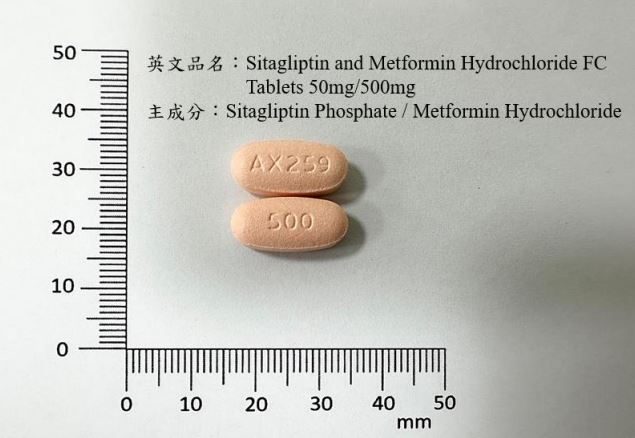 英文品名：Sitagliptin and Metformin Hydrochloride FC
Tablets 50mg/500mg
主成分：Sitagliptin Phosphate / Metformin Hydrochloride
50
40
30
20
10
0
AX259
500
0 10 20 30 40 50
mm